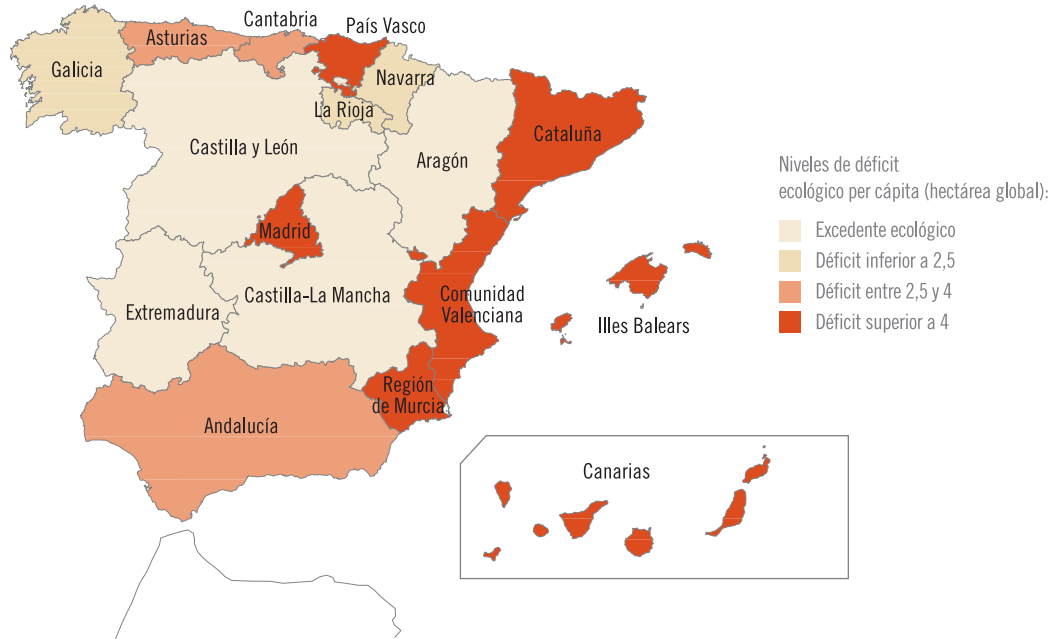 Cantabria
País Vasco
Asturias
Galicia
Navarra
La Rioja
Castilla y León
Aragón
Cataluña
Madrid
Castilla-La Mancha
Extremadura
Comunidad
Valenciana
Illes Balears
Región
de Murcia
Andalucía
Canarias
Niveles de déficit
ecológico per cápita (hectárea global):
Excedente ecológico
Déficit inferior a 2,5
Déficit entre 2,5 y 4
Déficit superior a 4